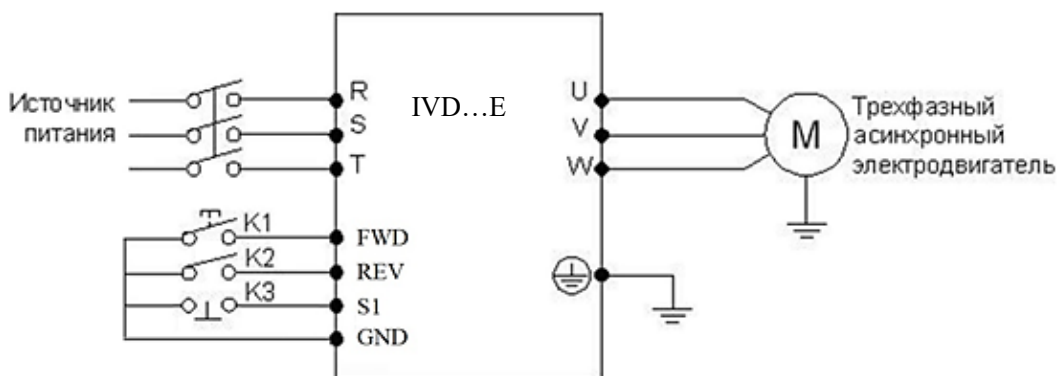 Источник
питания
R
S
T
IVD...E
U
V
W
M
Трехфазный
асинхронный
электродвигатель
K1
FWD
K2
REV
K3
S1
GND